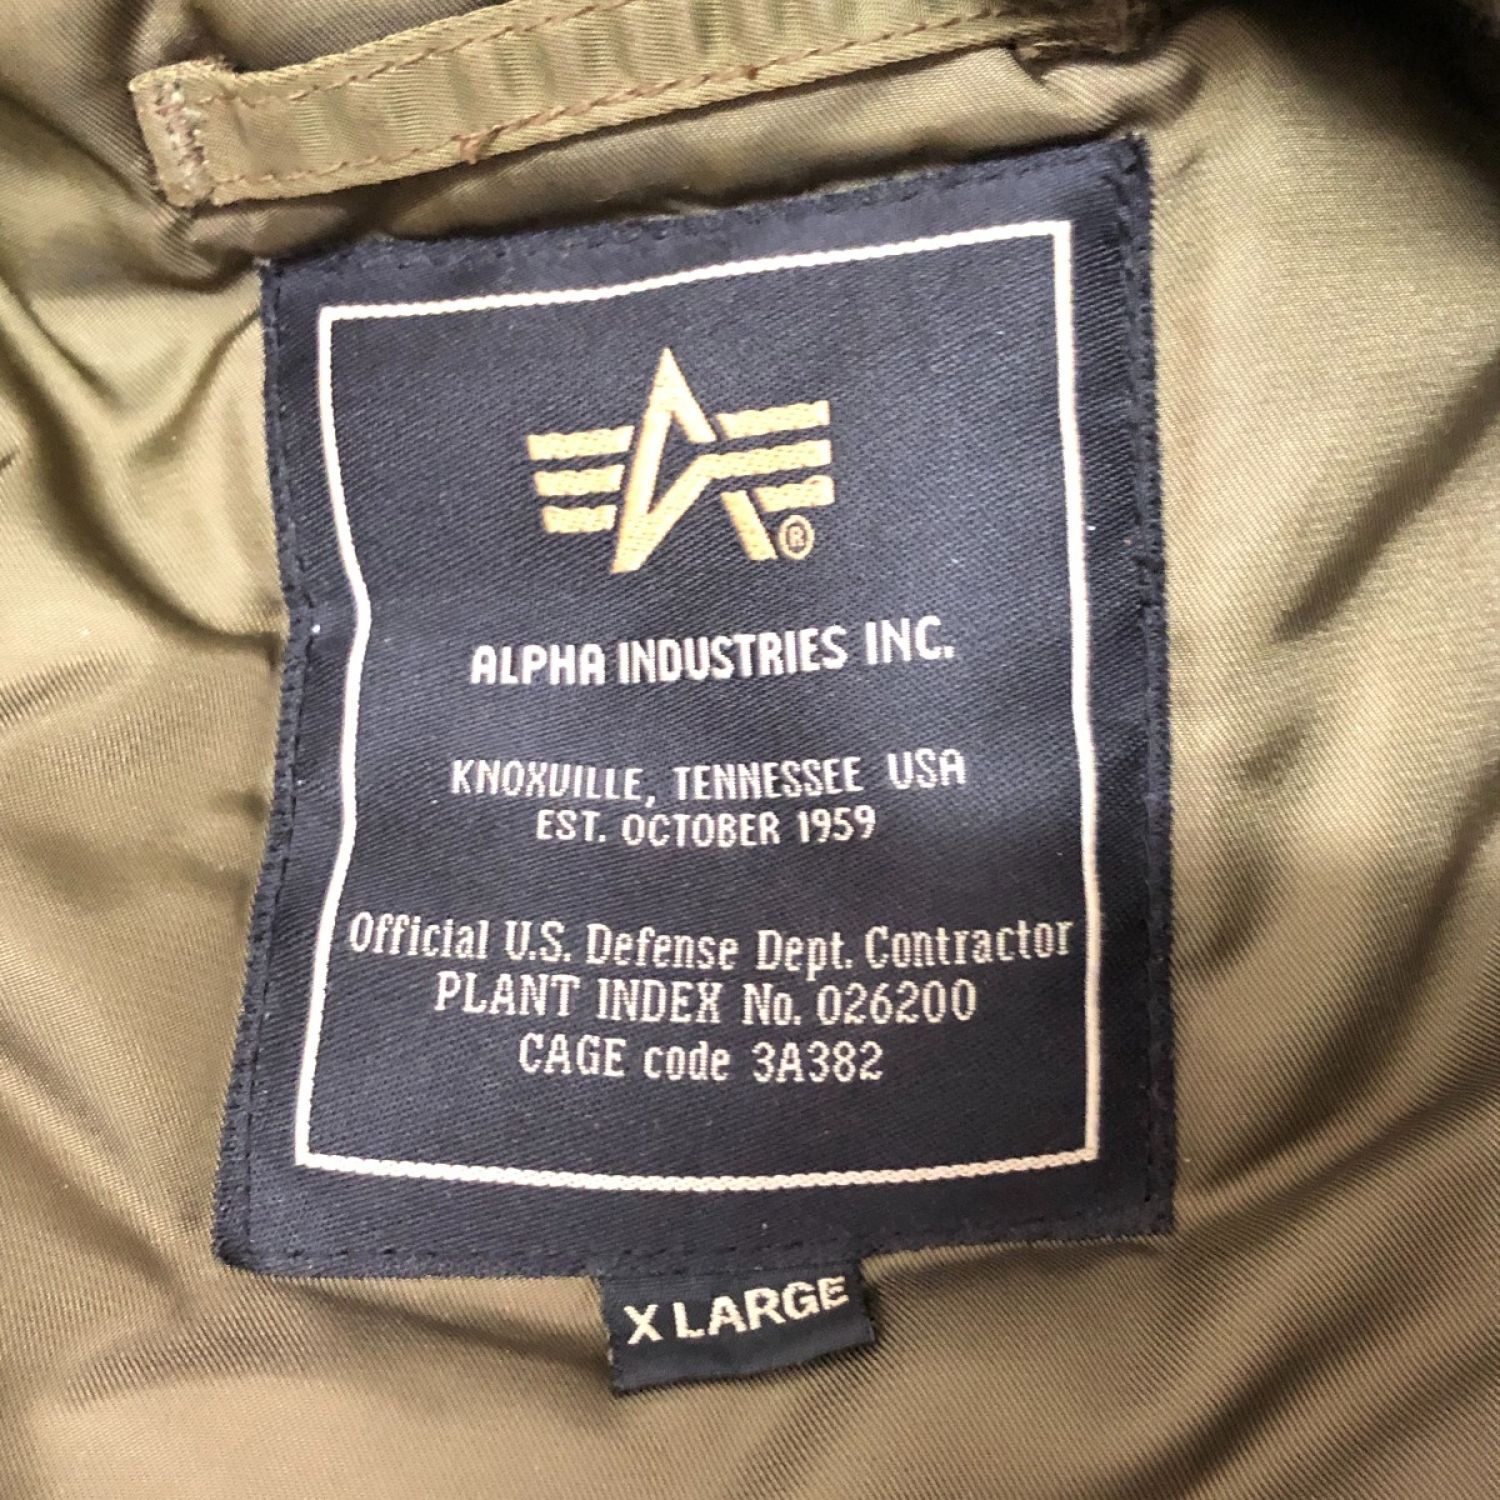 ®
ALPHA INDUSTRIES INC.
KNOXVILLE, TENNESSEE USA
EST. OCTOBER 1959
Official U.S. Defense Dept. Contractor
PLANT INDEX No. 026200
CAGE code 3A382
X LARGE